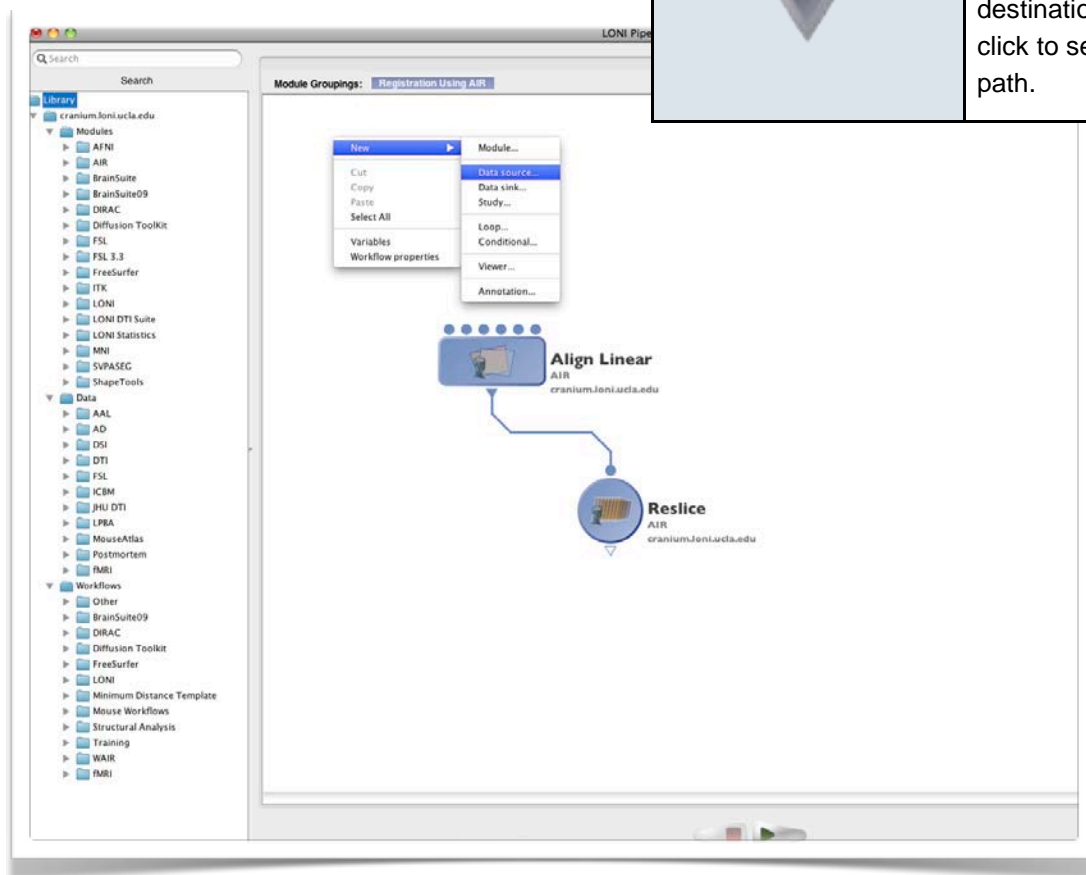 destinatio
click to se
path.
LONI Pipe
Search
Search
Module Groupings: Registration Using AIR
Library
cranium.loni.ucla.edu
Modules
AFNI
AIR
BrainSuite
BrainSuite09
DIRAC
Diffusion ToolKit
FSL
FSL 3.3
FreeSurfer
ITK
LONI
LONI DTI Suite
LONI Statistics
MNI
SVPASEG
ShapeTools
Data
AAL
AD
DSI
DTI
FSL
ICBM
JHU DTI
LPBA
MouseAtlas
Postmortem
fMRI
Workflows
Other
BrainSuite09
DIRAC
Diffusion Toolkit
FreeSurfer
LONI
Minimum Distance Template
Mouse Workflows
Structural Analysis
Training
WAIR
fMRI
New
Cut
Copy
Paste
Select All
Variables
Workflow properties
Module...
Data source...
Data sink...
Study...
Loop...
Conditional...
Viewer...
Annotation...
Align Linear
AIR
cranium.loni.ucla.edu
Reslice
AIR
cranium.loni.ucla.edu